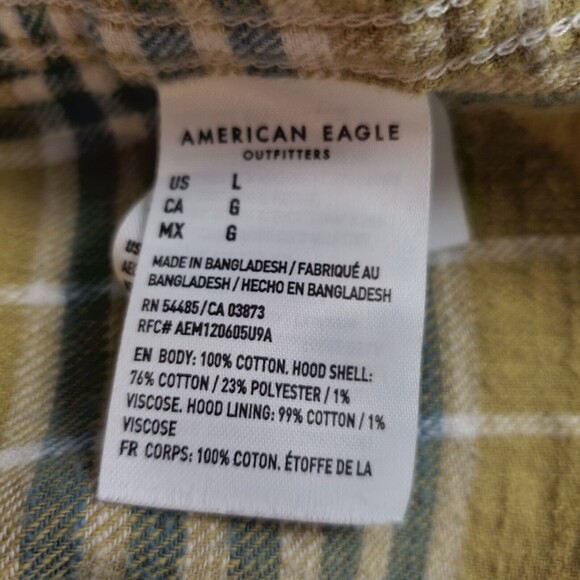 AMERICAN EAGLE
OUTFITTERS
US L
CA G
MX G
MADE IN BANGLADESH / FABRIQUÉ AU
BANGLADESH / HECHO EN BANGLADESH
RN 54485/CA 03873
RFC# AEM120605U9A
EN BODY: 100% COTTON. HOOD SHELL:
76% COTTON / 23% POLYESTER / 1%
VISCOSE. HOOD LINING: 99% COTTON / 1%
VISCOSE
FR CORPS: 100% COTON. ÉTOFFE DE LA
US